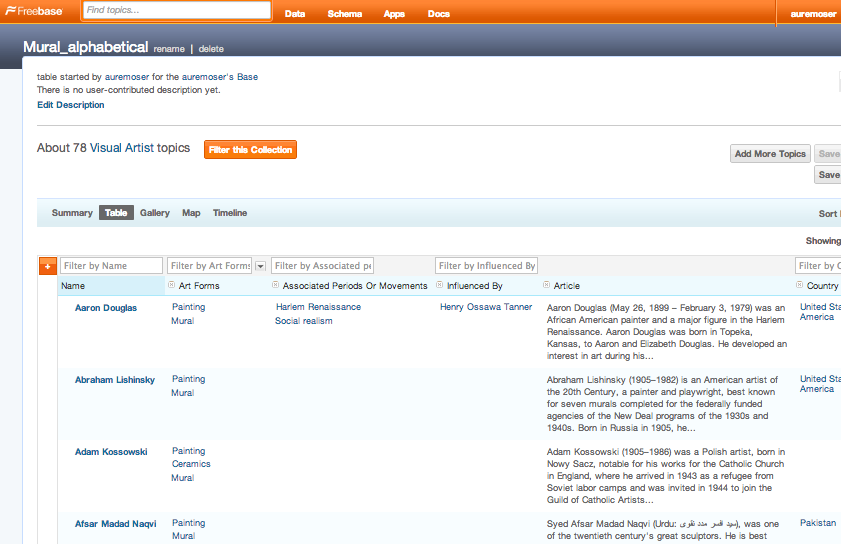 Freebase Find topics... Data Schema Apps Docs auremoser
Mural_alphabetical rename | delete
table started by auremoser for the auremoser's Base
There is no user-contributed description yet.
Edit Description
About 78 Visual Artist topics Filter this Collection
Add More Topics Save
Save
Summary Table Gallery Map Timeline Sort
Showing
+ Filter by Name Filter by Art Forms Filter by Associated pe Filter by Influenced By Filter by C
Name Art Forms Associated Periods Or Movements Influenced By Article Country
Aaron Douglas
Painting
Mural
Harlem Renaissance
Social realism
Henry Ossawa Tanner
Aaron Douglas (May 26, 1899 – February 3, 1979) was an
African American painter and a major figure in the Harlem
Renaissance. Aaron Douglas was born in Topeka,
Kansas, to Aaron and Elizabeth Douglas. He developed an
interest in art during his...
United Sta
America
Abraham Lishinsky
Painting
Mural
Abraham Lishinsky (1905–1982) is an American artist of
the 20th Century, a painter and playwright, best known
for seven murals completed for the federally funded
agencies of the New Deal programs of the 1930s and
1940s. Born in Russia in 1905, he...
United Sta
America
Adam Kossowski
Painting
Ceramics
Mural
Adam Kossowski (1905–1986) was a Polish artist, born in
Nowy Sacz, notable for his works for the Catholic Church
in England, where he arrived in 1943 as a refugee from
Soviet labor camps and was invited in 1944 to join the
Guild of Catholic Artists...
Afsar Madad Naqvi
Painting
Mural
Syed Afsar Madad Naqvi (Urdu: سید فسر مدد نقوی), was one
of the twentieth century's great sculptors. He is best
Pakistan